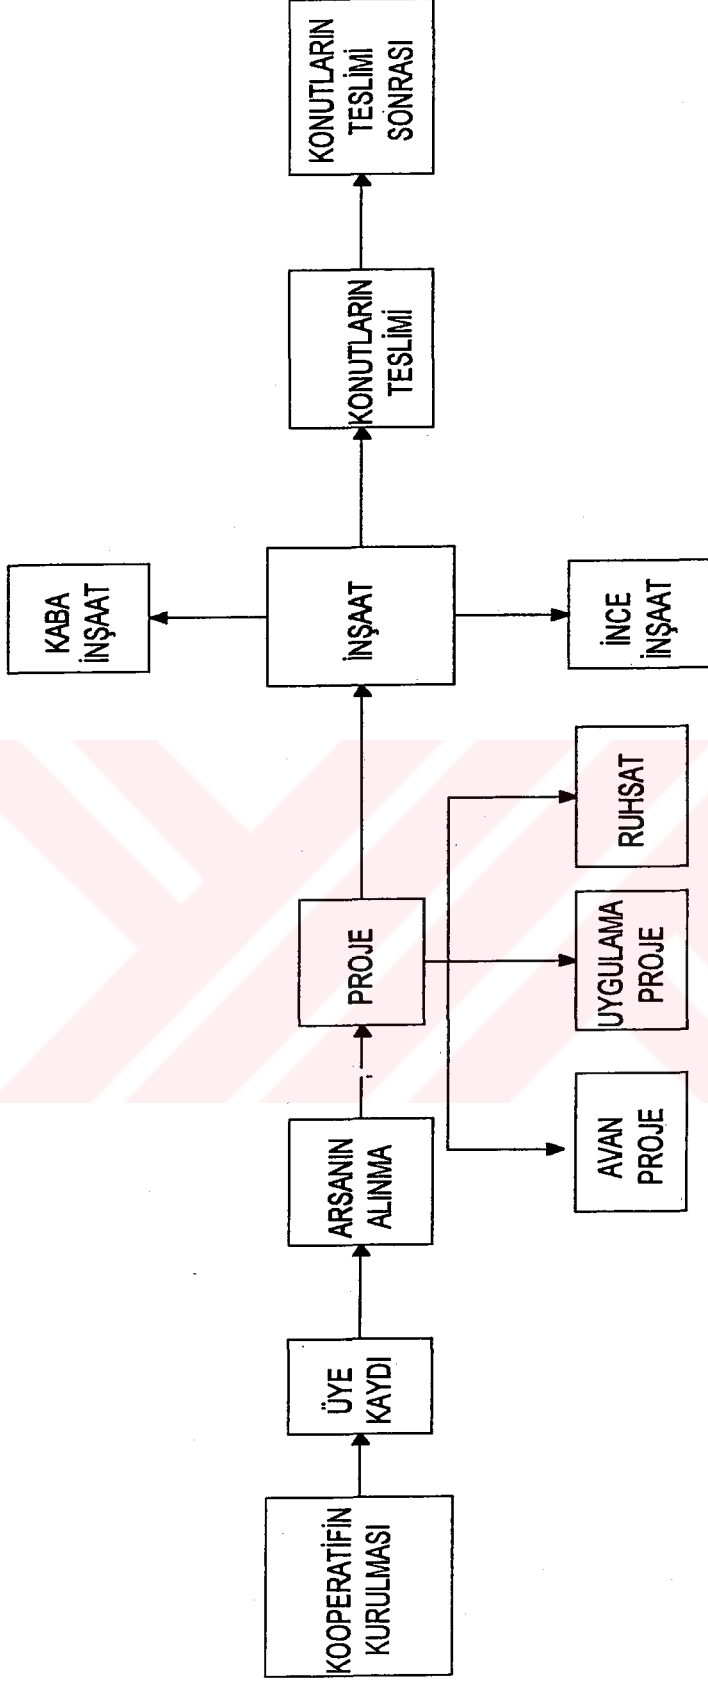 KOOPERATİFİN
KURULMASI
ÜYE
KAYDI
ARSANIN
ALINMA
PROJE
AVAN
PROJE
UYGULAMA
PROJE
RUHSAT
İNŞAAT
KABA
İNŞAAT
İNCE
İNŞAAT
KONUTLARIN
TESLİMİ
KONUTLARIN
TESLİMİ
SONRASI